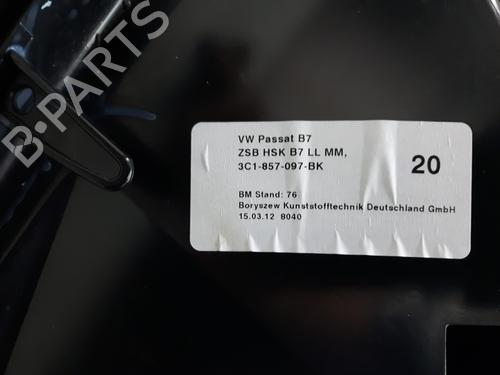 B-PARTS
VW Passat B7
ZSB HSK B7 LL MM,
3C1-857-097-BK
20
BM Stand: 76
Boryszew Kunststofftechnik Deutschland GmbH
15.03.12 8040